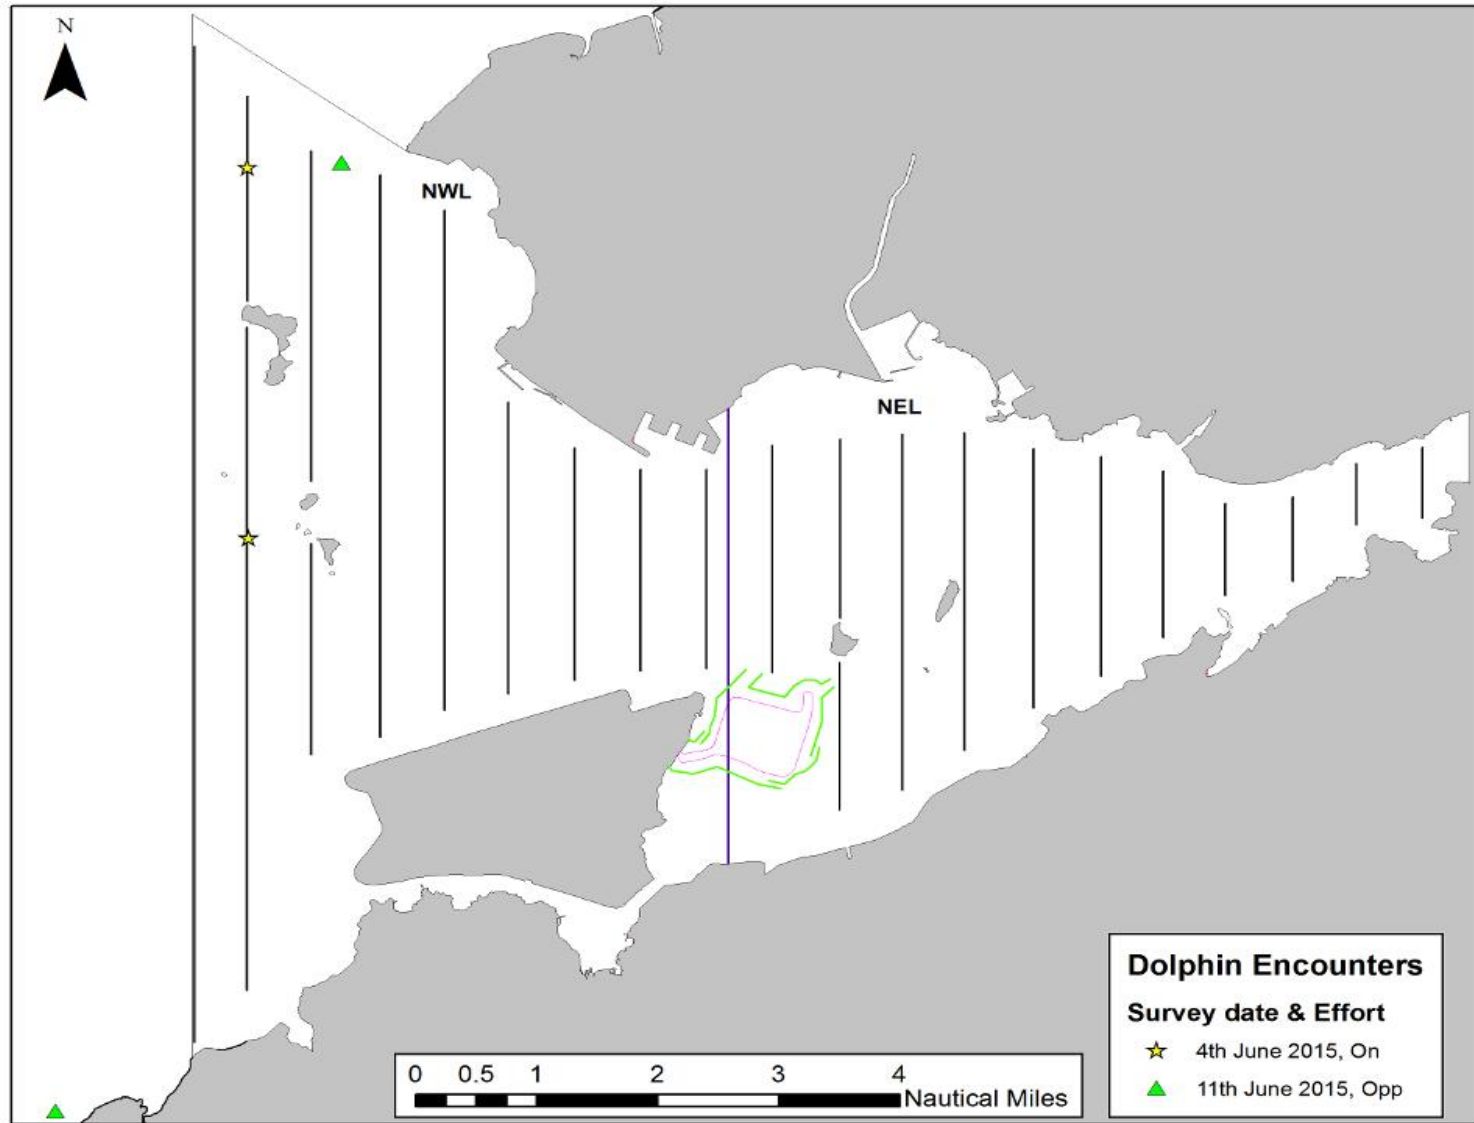 N
NWL
NEL
Dolphin Encounters
Survey date & Effort
4th June 2015, On
11th June 2015, Opp
0 0.5 1 2 3 4
Nautical Miles